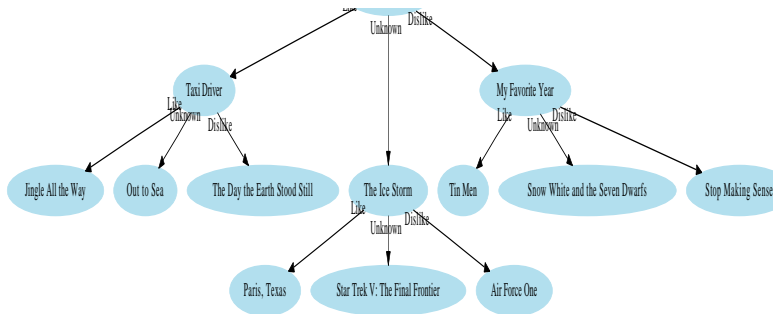 Like
Unknown
Dislike
Taxi Driver
My Favorite Year
Like
Unknown
Dislike
Like
Unknown
Dislike
Jingle All the Way
Out to Sea
The Day the Earth Stood Still
The Ice Storm
Tin Men
Snow White and the Seven Dwarfs
Stop Making Sense
Like
Unknown
Dislike
Paris, Texas
Star Trek V: The Final Frontier
Air Force One